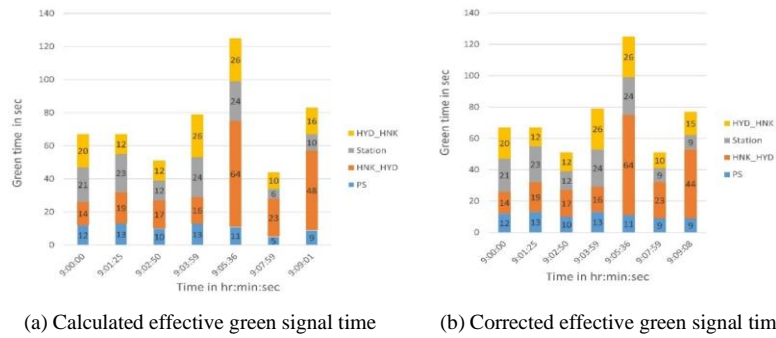 140
120
100
80
60
40
20
0
Green time in sec
20 12 12 26 26 10 16
21 23 12 24 24 6 10
14 19 17 16 64 23 48
12 13 10 13 11 5 9
9:00:00 9:01:25 9:02:50 9:03:59 9:05:36 9:07:59 9:09:01
Time in hr:min:sec
HYD_HNK
Station
HNK_HYD
PS
(a) Calculated effective green signal time
140
120
100
80
60
40
20
0
Green time in sec
20 12 12 26 26 10 15
21 23 12 24 24 9 9
14 19 17 16 64 23 44
12 13 10 13 11 9 9
9:00:00 9:01:25 9:02:50 9:03:59 9:05:36 9:07:59 9:09:08
Time in hr:min:sec
HYD_HNK
Station
HNK_HYD
PS
(b) Corrected effective green signal tim